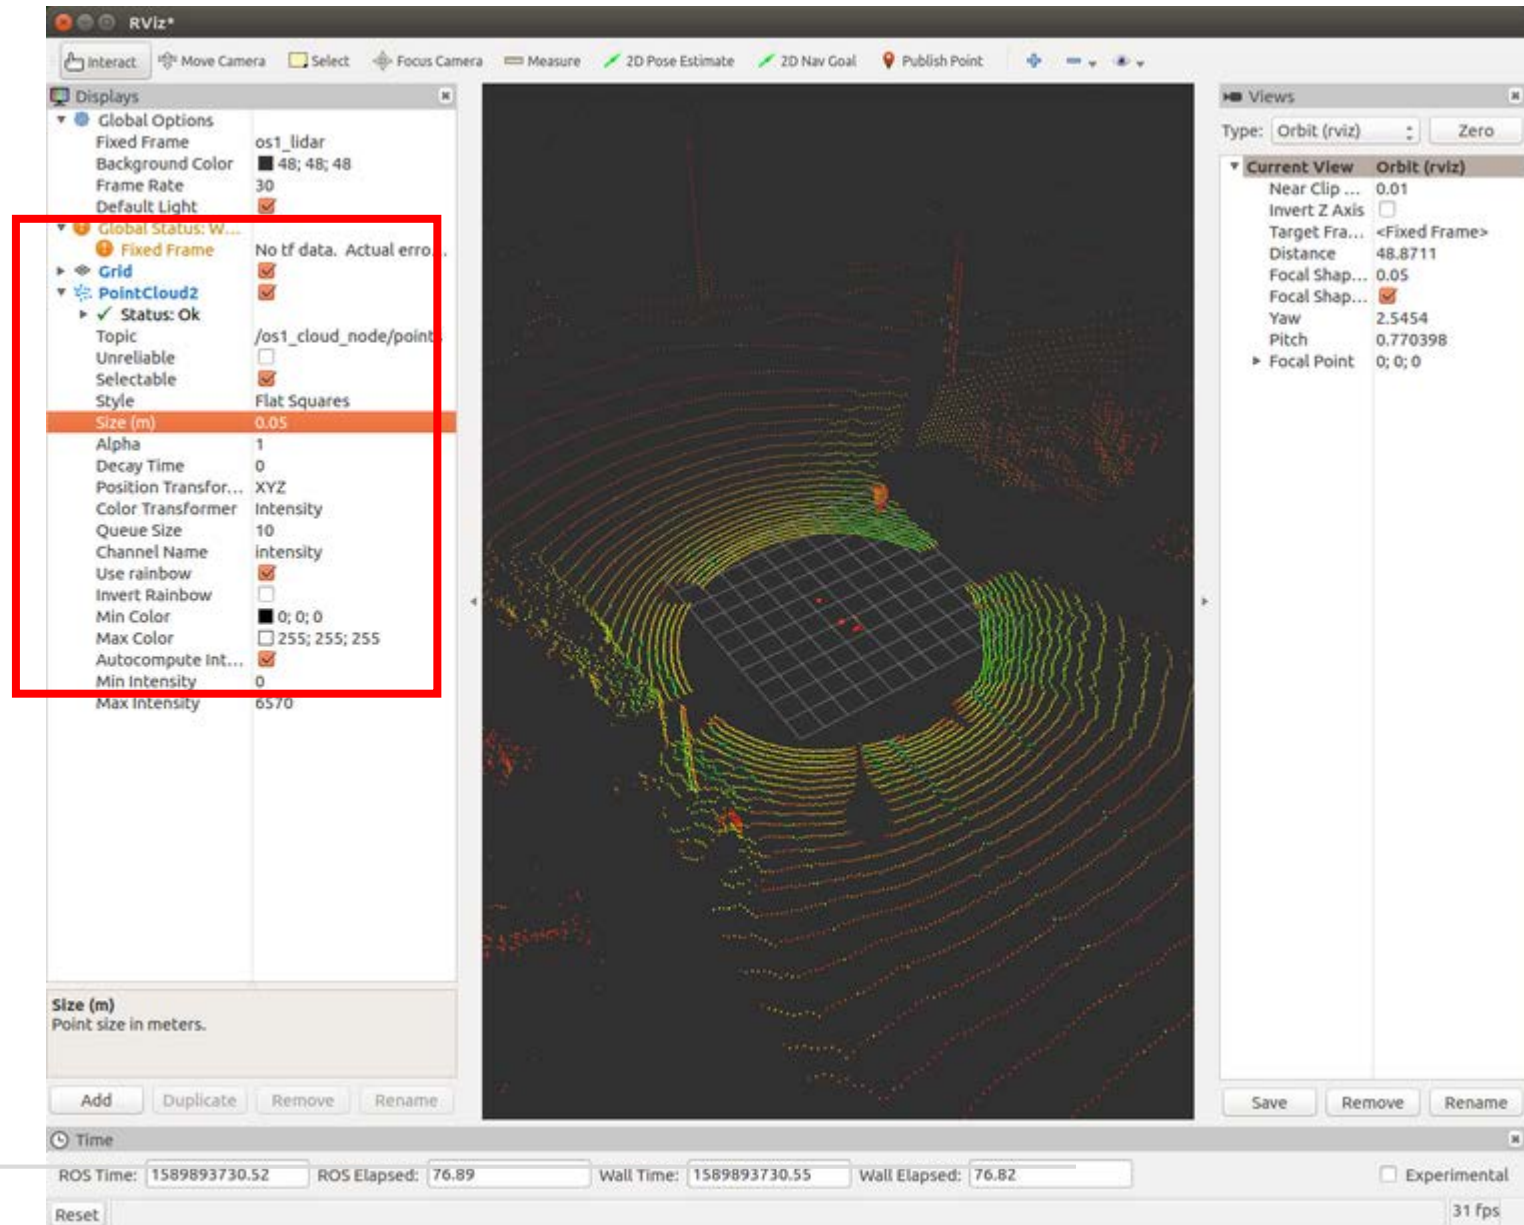 RViz*
Interact Move Camera Select Focus Camera Measure 2D Pose Estimate 2D Nav Goal Publish Point
Displays
Global Options
Fixed Frame os1_lidar
Background Color 48; 48; 48
Frame Rate 30
Default Light
Global Status: W...
Fixed Frame No tf data. Actual erro...
Grid
PointCloud2
Status: Ok
Topic /os1_cloud_node/points
Unreliable
Selectable
Style Flat Squares
Size (m) 0.05
Alpha 1
Decay Time 0
Position Transfor... XYZ
Color Transformer Intensity
Queue Size 10
Channel Name intensity
Use rainbow
Invert Rainbow
Min Color 0; 0; 0
Max Color 255; 255; 255
Autocompute Int...
Min Intensity 0
Max Intensity 6570
Size (m)
Point size in meters.
Add Duplicate Remove Rename
Views
Type: Orbit (rviz) Zero
Current View Orbit (rviz)
Near Clip ... 0.01
Invert Z Axis
Target Fra... <Fixed Frame>
Distance 48.8711
Focal Shap... 0.05
Focal Shap...
Yaw 2.5454
Pitch 0.770398
Focal Point 0; 0; 0
Save Remove Rename
Time
ROS Time: 1589893730.52 ROS Elapsed: 76.89 Wall Time: 1589893730.55 Wall Elapsed: 76.82 Experimental
Reset 31 fps